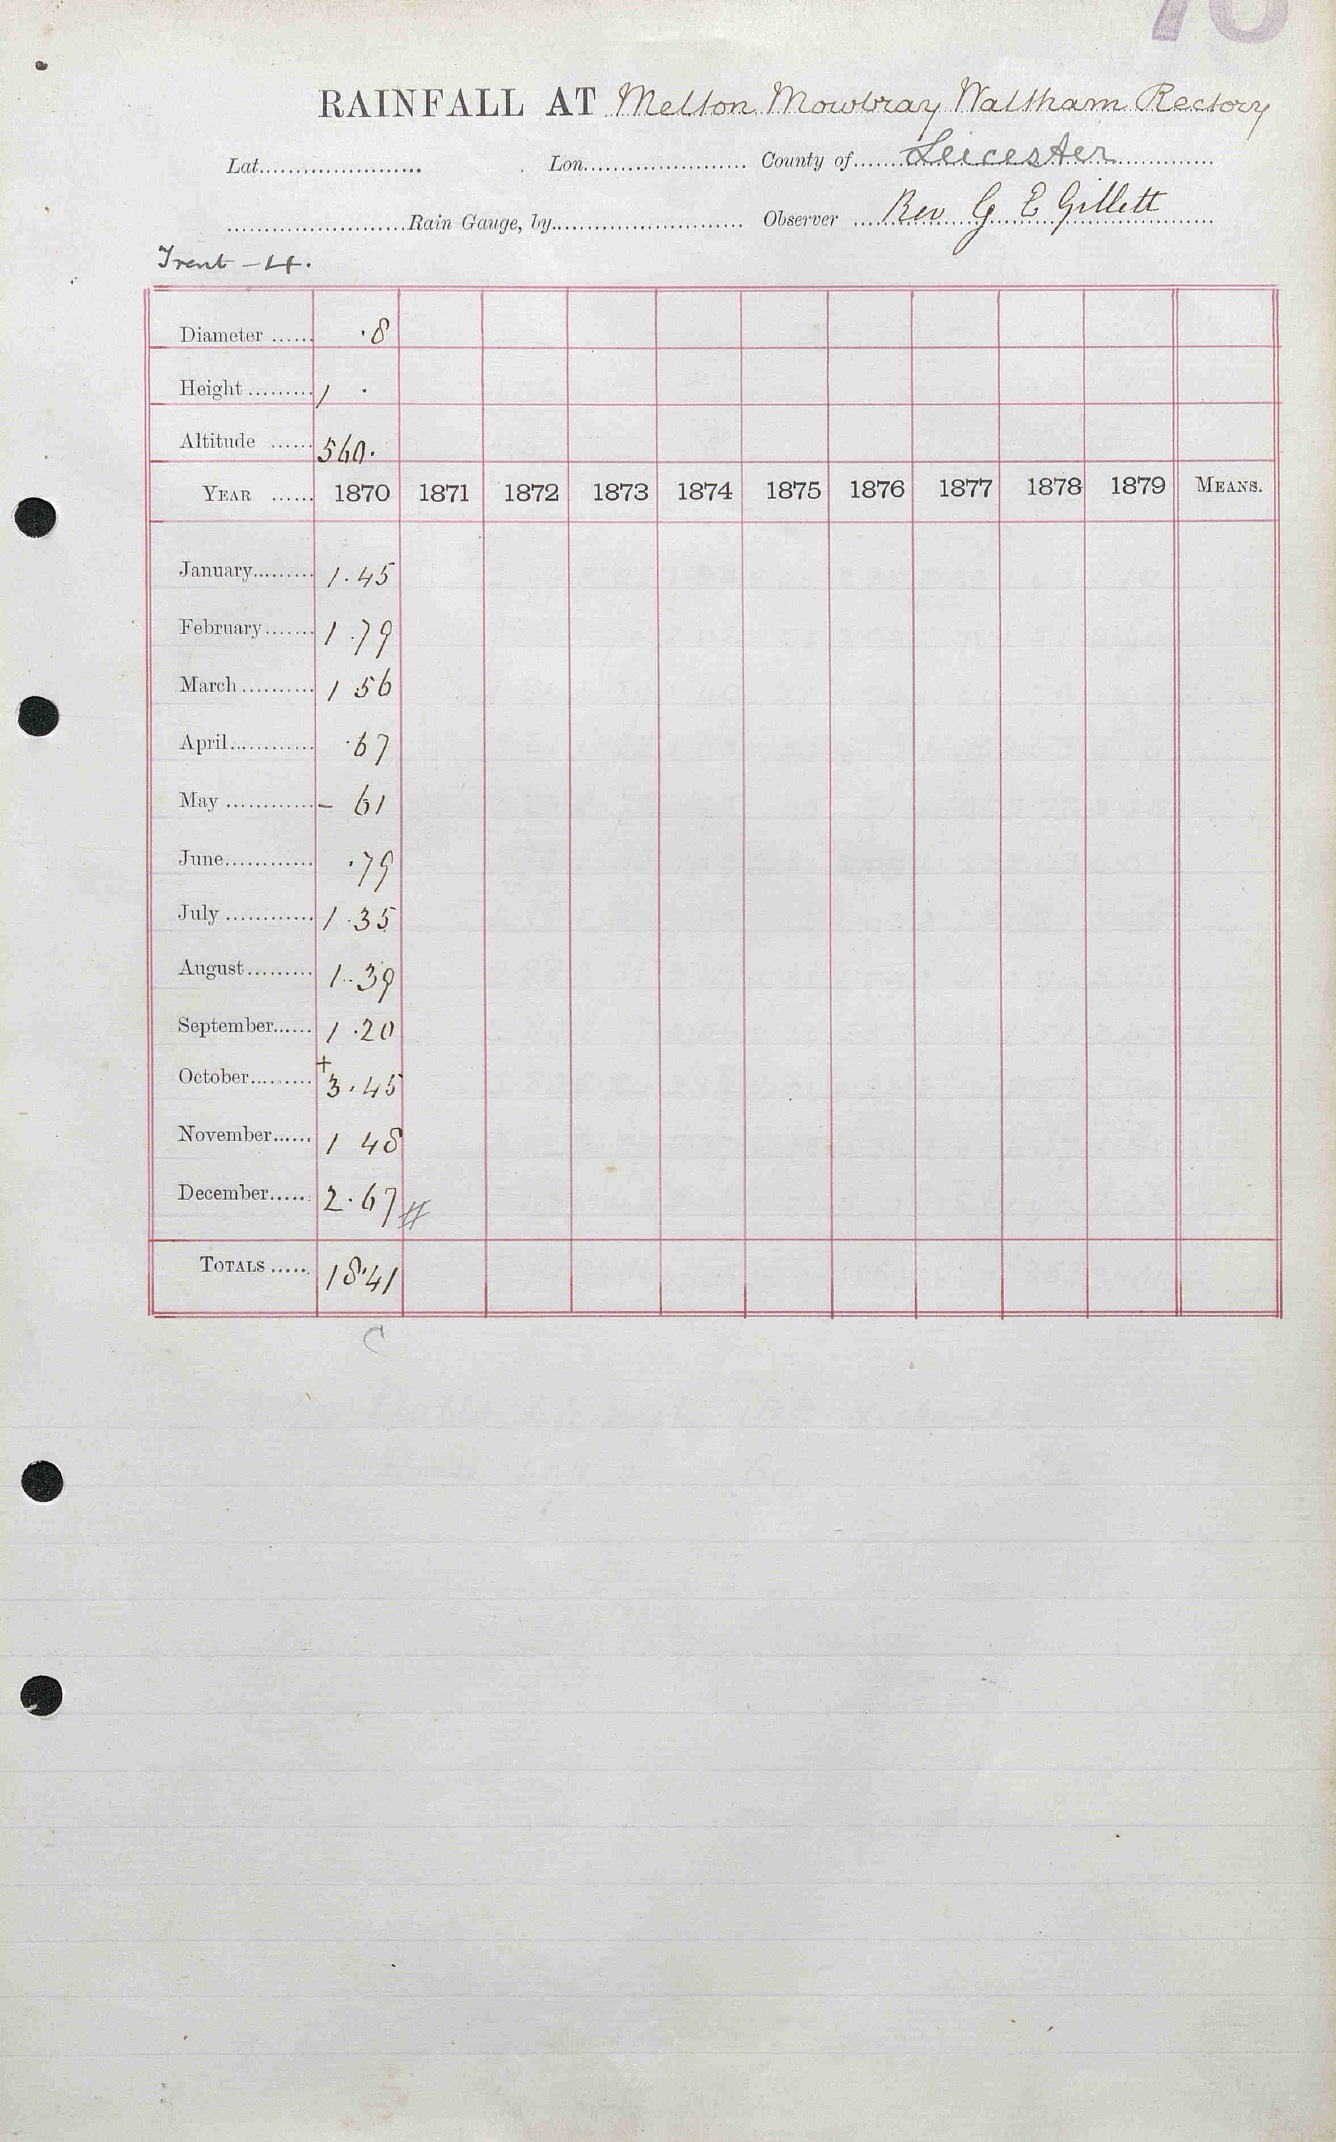 70
RAINFALL AT Melton Mowbray Waltham Rectory
Lat. Lon. County of Leicester
Rain Gauge, by Observer Rev G E Gillett
Trent - 4.
Diameter ...... .8
Height ......... 1 .
Altitude ...... 560.
YEAR ...... 1870 1871 1872 1873 1874 1875 1876 1877 1878 1879 MEANS.
January......... 1.45
February....... 1.79
March .......... 1 56
April............ .67
May ............ - 61
June............ .79
July ............ 1.35
August......... 1.39
September...... 1.20
October......... +3.45
November...... 1 48
December..... 2.67 #
TOTALS ..... 18.41
C